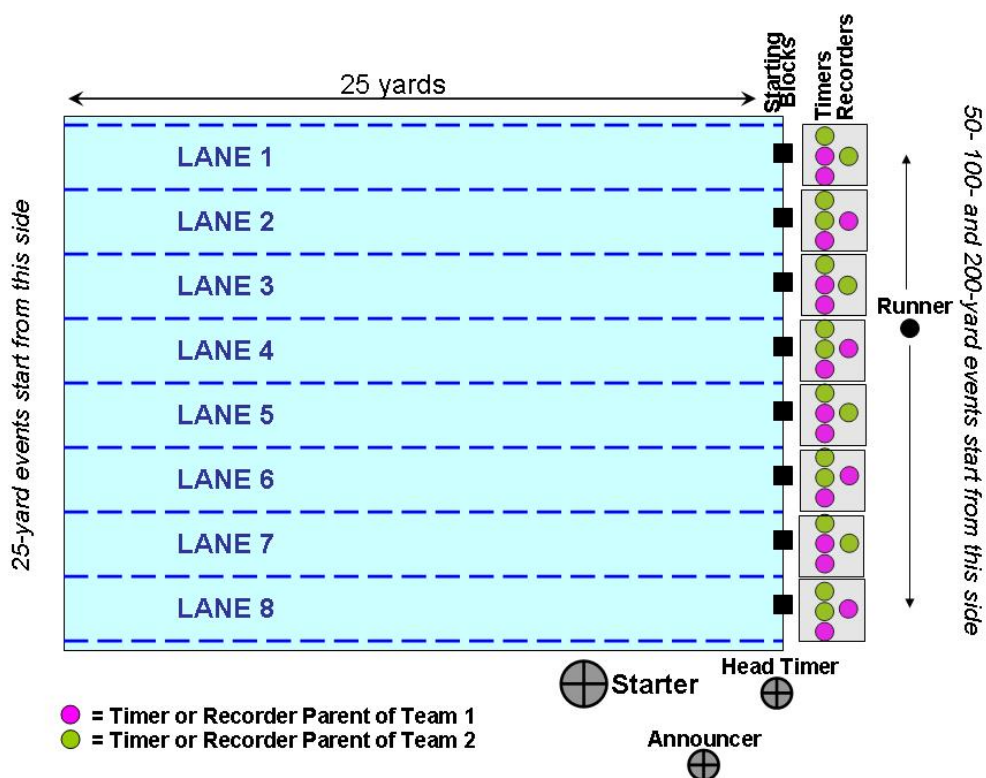 Starting
Blocks
Timers
Recorders
25 yards
LANE 1
LANE 2
LANE 3
LANE 4
LANE 5
LANE 6
LANE 7
LANE 8
25-yard events start from this side
50- 100- and 200-yard events start from this side
Runner
Starter
Head Timer
Announcer
= Timer or Recorder Parent of Team 1
= Timer or Recorder Parent of Team 2